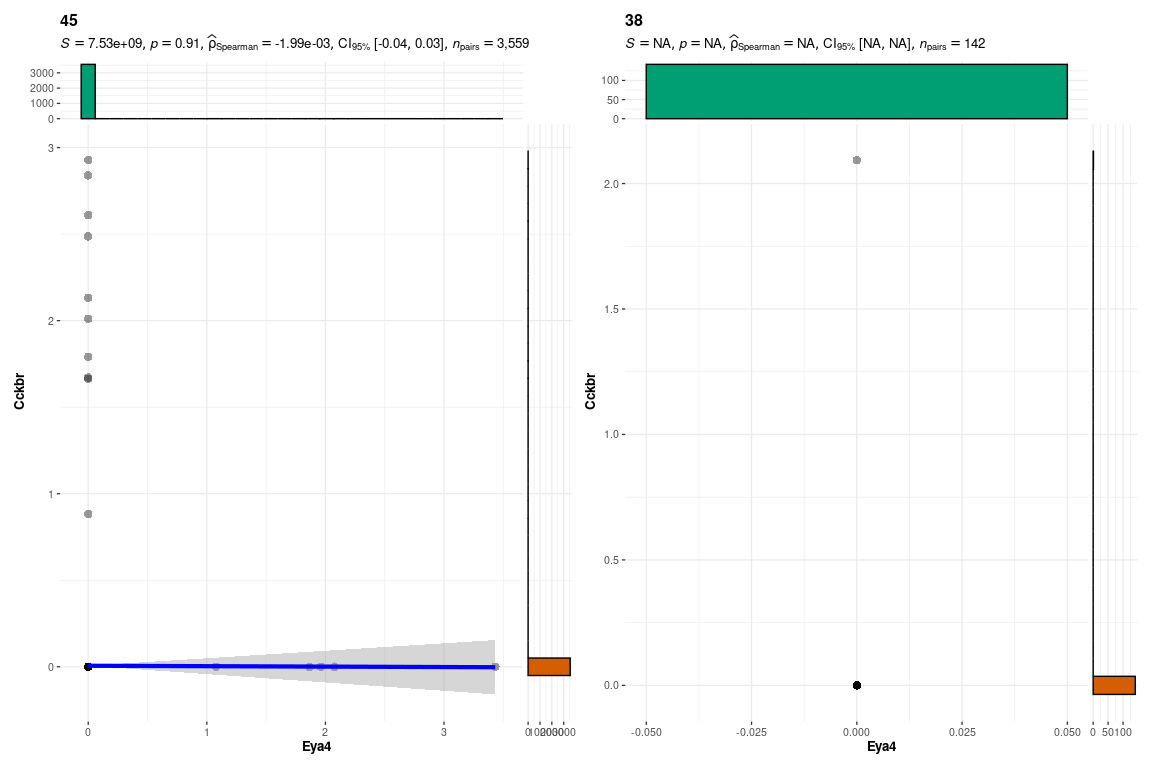 45
S = 7.53e+09, p = 0.91, ρ̂Spearman = -1.99e-03, CI95% [-0.04, 0.03], npairs = 3,559
3000
2000
1000
0
3
2
1
0
Cckbr
0 1 2 3
0100020003000
Eya4
38
S = NA, p = NA, ρ̂Spearman = NA, CI95% [NA, NA], npairs = 142
100
50
0
2.0
1.5
1.0
0.5
0.0
Cckbr
-0.050 -0.025 0.000 0.025 0.050
0 50100
Eya4